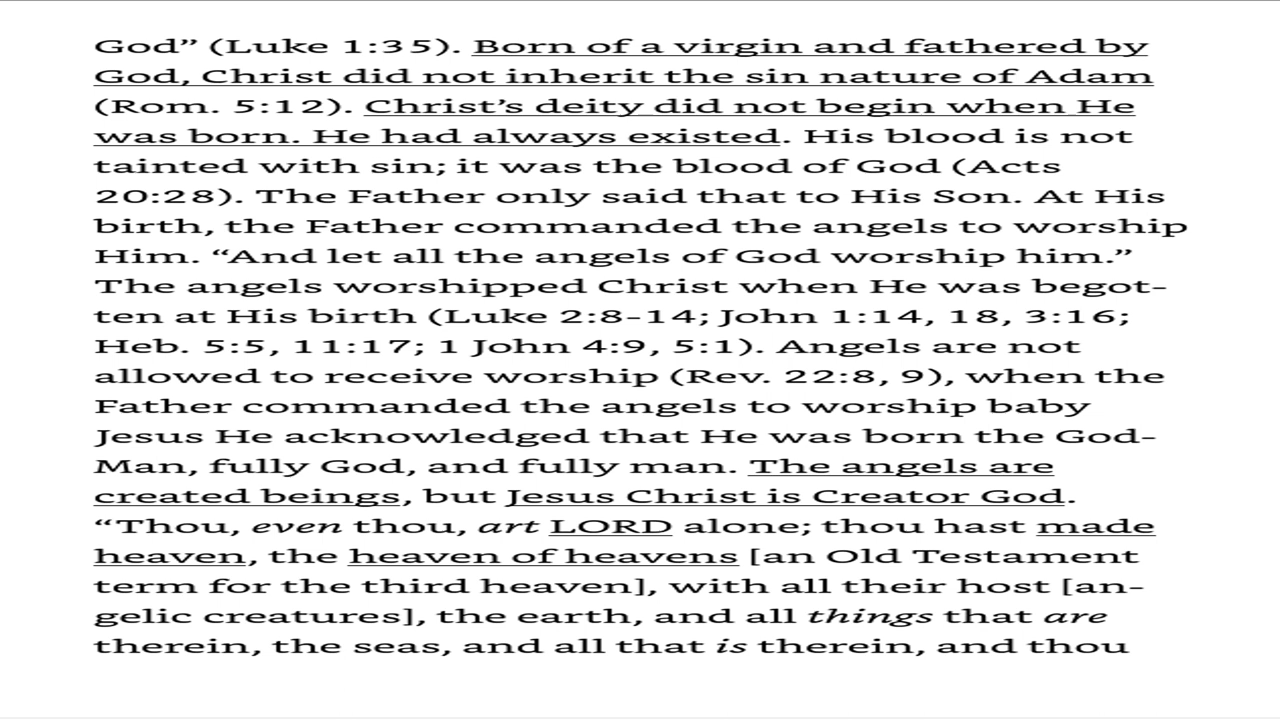 God” (Luke 1:35). Born of a virgin and fathered by
God, Christ did not inherit the sin nature of Adam
(Rom. 5:12). Christ’s deity did not begin when He
was born. He had always existed. His blood is not
tainted with sin; it was the blood of God (Acts
20:28). The Father only said that to His Son. At His
birth, the Father commanded the angels to worship
Him. “And let all the angels of God worship him.”
The angels worshipped Christ when He was begot-
ten at His birth (Luke 2:8-14; John 1:14, 18, 3:16;
Heb. 5:5, 11:17; 1 John 4:9, 5:1). Angels are not
allowed to receive worship (Rev. 22:8, 9), when the
Father commanded the angels to worship baby
Jesus He acknowledged that He was born the God-
Man, fully God, and fully man. The angels are
created beings, but Jesus Christ is Creator God.
“Thou, even thou, art LORD alone; thou hast made
heaven, the heaven of heavens [an Old Testament
term for the third heaven], with all their host [an-
gelic creatures], the earth, and all things that are
therein, the seas, and all that is therein, and thou